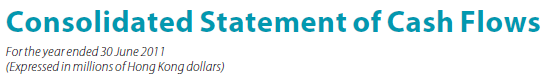 Consolidated Statement of Cash Flows
For the year ended 30 June 2011
(Expressed in millions of Hong Kong dollars)